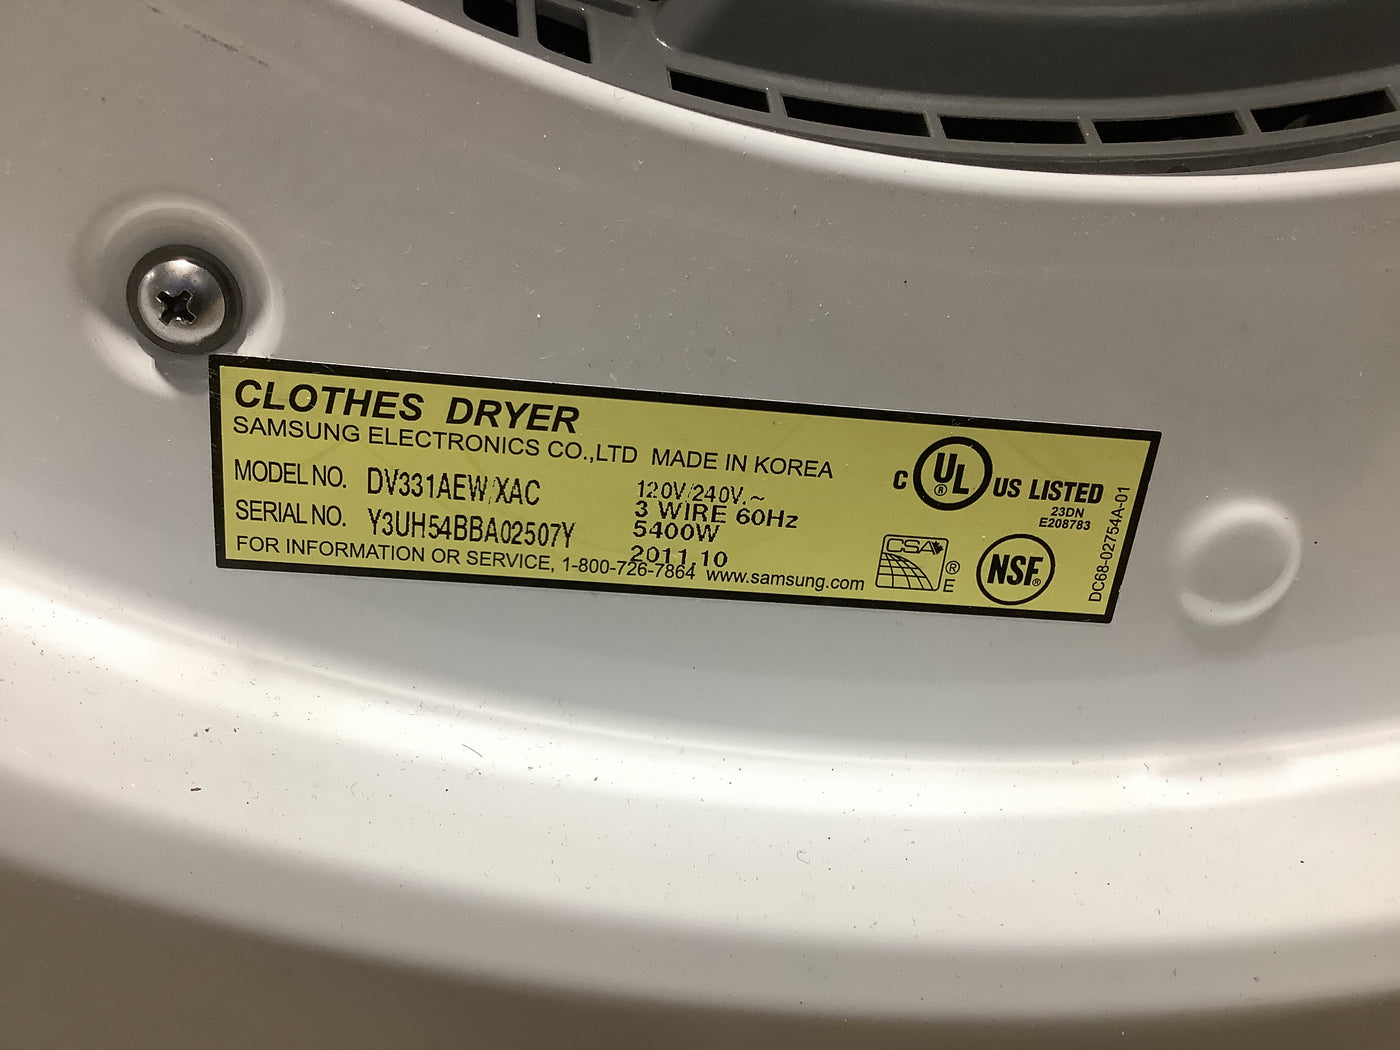 CLOTHES DRYER
SAMSUNG ELECTRONICS CO.,LTD MADE IN KOREA
MODEL NO. DV331AEW/XAC
SERIAL NO. Y3UH54BBA02507Y
120V/240V.~
3 WIRE 60Hz
5400W
2011.10
FOR INFORMATION OR SERVICE, 1-800-726-7864 www.samsung.com
C UL ® US LISTED
23DN
E208783
CSA ®
E
NSF®
DC68-02754A-01